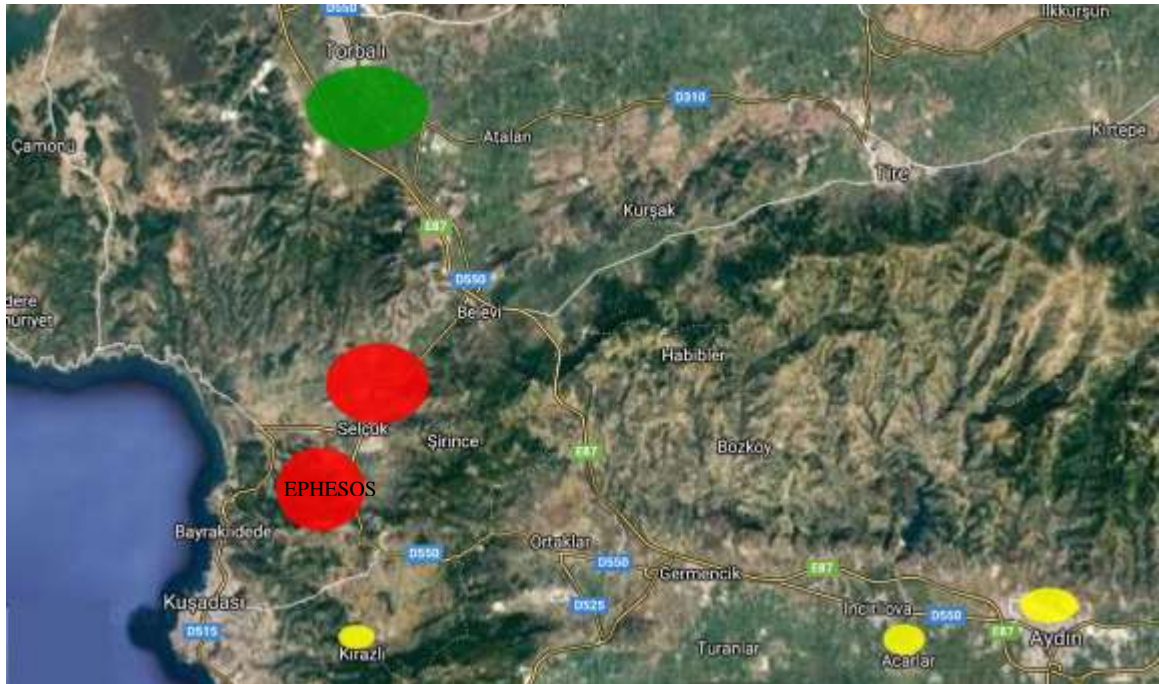 D550
İlkkurşun
Torbalı
D310
Atalan
Kırtepe
Çamönü
Tire
Kurşak
E87
D550
Belevi
Habibler
Selçuk
Şirince
Bozköy
E87
EPHESOS
Bayraklıdede
Ortaklar
D550
D550
Germencik
E87
Kuşadası
D525
İncirliova
D550
D515
E87
Aydın
Kirazlı
Turanlar
Acarlar